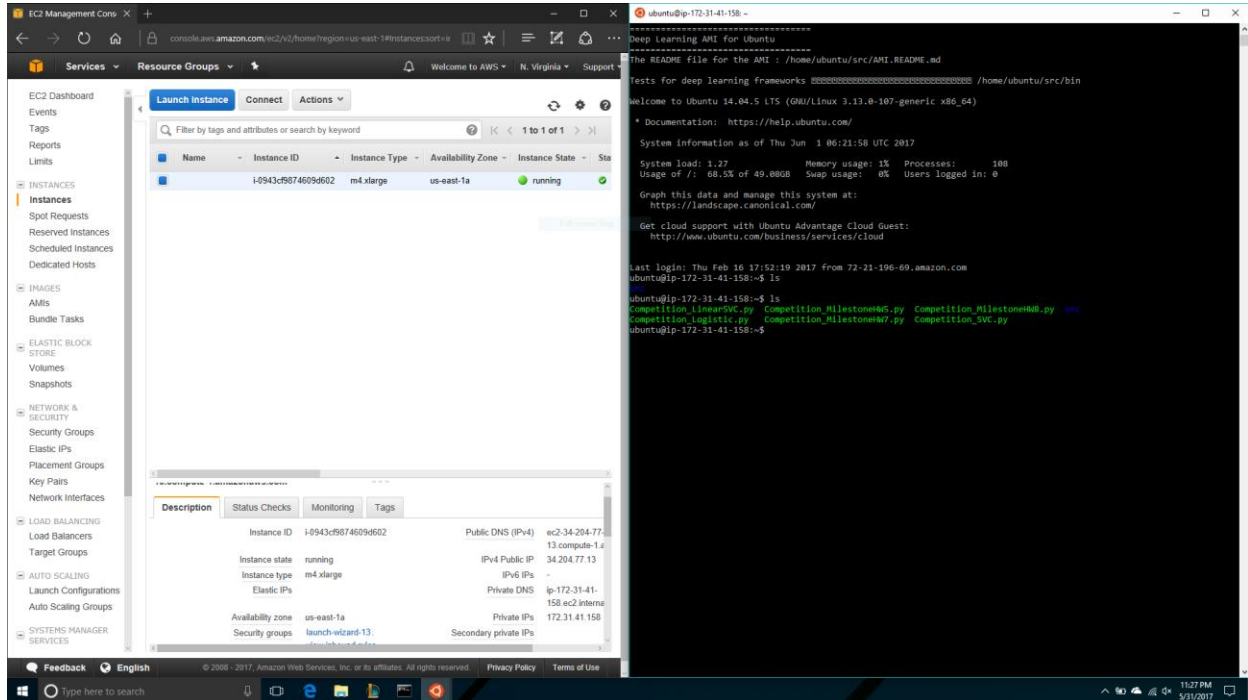 EC2 Management Cons
console.aws.amazon.com/ec2/v2/home?region=us-east-1#Instances:sort=i
Services Resource Groups Welcome to AWS N. Virginia Support
EC2 Dashboard
Events
Tags
Reports
Limits
INSTANCES
Instances
Spot Requests
Reserved Instances
Scheduled Instances
Dedicated Hosts
IMAGES
AMIs
Bundle Tasks
ELASTIC BLOCK
STORE
Volumes
Snapshots
NETWORK &
SECURITY
Security Groups
Elastic IPs
Placement Groups
Key Pairs
Network Interfaces
LOAD BALANCING
Load Balancers
Target Groups
AUTO SCALING
Launch Configurations
Auto Scaling Groups
SYSTEMS MANAGER
SERVICES
Launch Instance Connect Actions
Filter by tags and attributes or search by keyword 1 to 1 of 1
Name Instance ID Instance Type Availability Zone Instance State Sta
i-0943cf9874609d602 m4.xlarge us-east-1a running
Description Status Checks Monitoring Tags
Instance ID i-0943cf9874609d602 Public DNS (IPv4) ec2-34-204-77-
13.compute-1.a
Instance state running IPv4 Public IP 34.204.77.13
Instance type m4.xlarge IPv6 IPs -
Elastic IPs Private DNS ip-172-31-41-
158.ec2.interna
Availability zone us-east-1a Private IPs 172.31.41.158
Security groups launch-wizard-13. Secondary private IPs
Feedback English © 2008 - 2017, Amazon Web Services, Inc. or its affiliates. All rights reserved. Privacy Policy Terms of Use
ubuntu@ip-172-31-41-158: ~
===================================
Deep Learning AMI for Ubuntu
===================================
The README file for the AMI : /home/ubuntu/src/AMI.README.md
Tests for deep learning frameworks /home/ubuntu/src/bin
Welcome to Ubuntu 14.04.5 LTS (GNU/Linux 3.13.0-107-generic x86_64)
* Documentation: https://help.ubuntu.com/
System information as of Thu Jun 1 06:21:58 UTC 2017
System load: 1.27 Memory usage: 1% Processes: 108
Usage of /: 68.5% of 49.08GB Swap usage: 0% Users logged in: 0
Graph this data and manage this system at:
https://landscape.canonical.com/
Get cloud support with Ubuntu Advantage Cloud Guest:
http://www.ubuntu.com/business/services/cloud
Last login: Thu Feb 16 17:52:19 2017 from 72-21-196-69.amazon.com
ubuntu@ip-172-31-41-158:~$ ls
src
ubuntu@ip-172-31-41-158:~$ ls
Competition_LinearSVC.py Competition_MilestoneHW5.py Competition_MilestoneHW8.py src
Competition_Logistic.py Competition_MilestoneHW7.py Competition_SVC.py
ubuntu@ip-172-31-41-158:~$
Type here to search
11:27 PM
5/31/2017